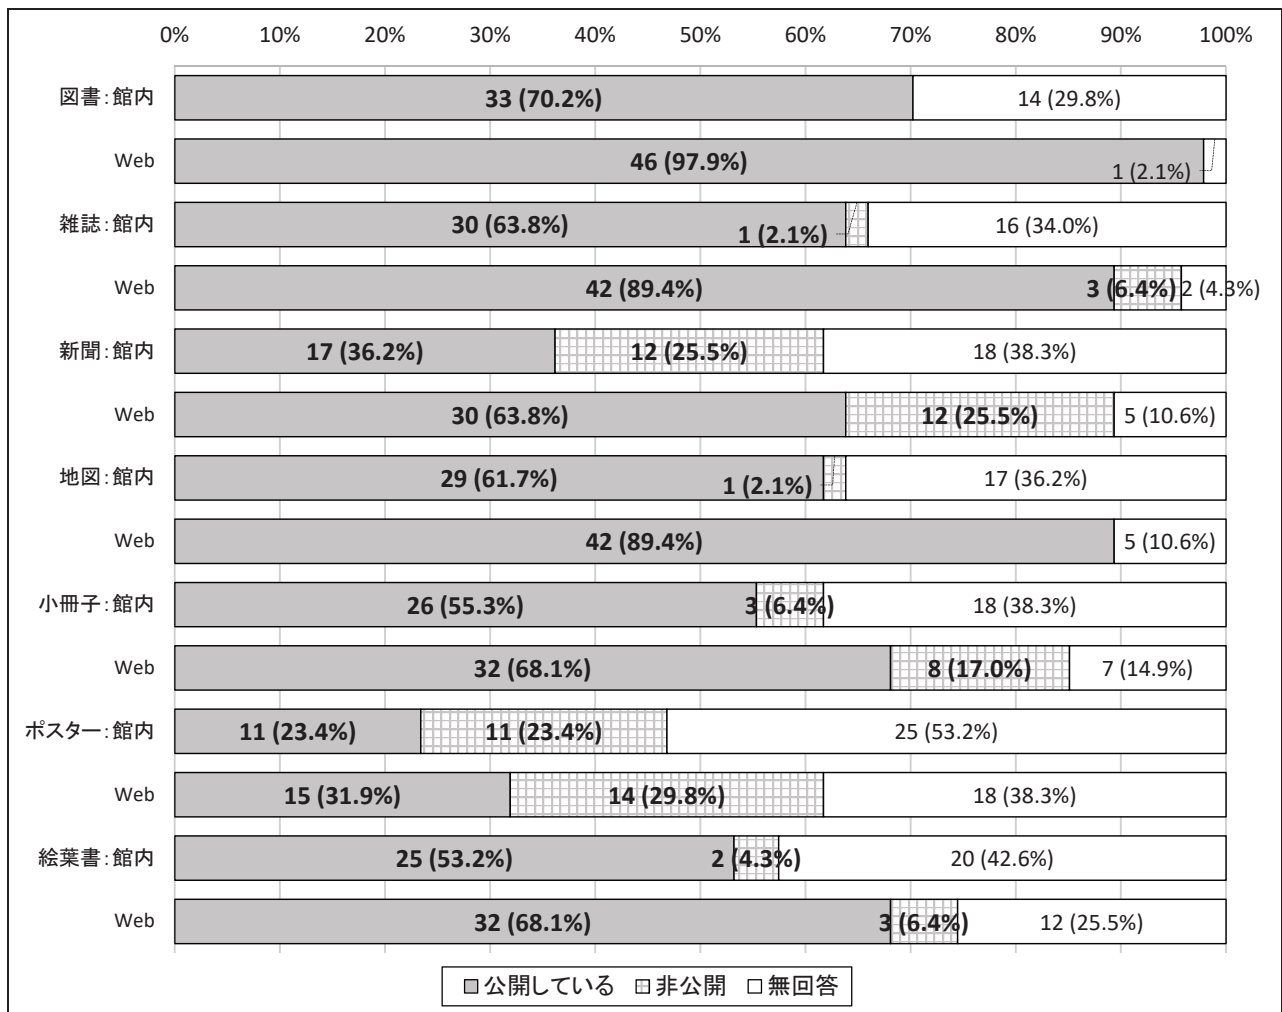 0% 10% 20% 30% 40% 50% 60% 70% 80% 90% 100%
図書：館内 33 (70.2%) 14 (29.8%)
Web 46 (97.9%) 1 (2.1%)
雑誌：館内 30 (63.8%) 1 (2.1%) 16 (34.0%)
Web 42 (89.4%) 3 (6.4%) 2 (4.3%)
新聞：館内 17 (36.2%) 12 (25.5%) 18 (38.3%)
Web 30 (63.8%) 12 (25.5%) 5 (10.6%)
地図：館内 29 (61.7%) 1 (2.1%) 17 (36.2%)
Web 42 (89.4%) 5 (10.6%)
小冊子：館内 26 (55.3%) 3 (6.4%) 18 (38.3%)
Web 32 (68.1%) 8 (17.0%) 7 (14.9%)
ポスター：館内 11 (23.4%) 11 (23.4%) 25 (53.2%)
Web 15 (31.9%) 14 (29.8%) 18 (38.3%)
絵葉書：館内 25 (53.2%) 2 (4.3%) 20 (42.6%)
Web 32 (68.1%) 3 (6.4%) 12 (25.5%)
公開している 非公開 無回答